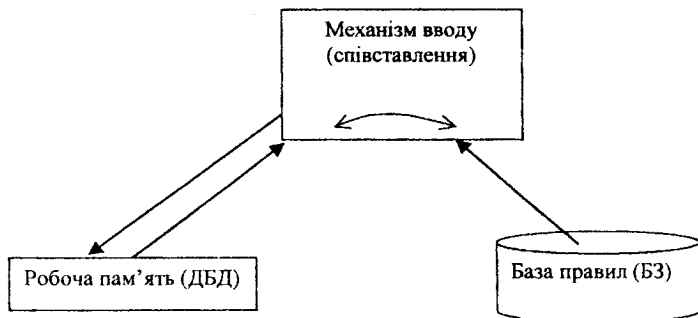 Механізм вводу
(співставлення)
Робоча пам’ять (ДБД)
База правил (БЗ)